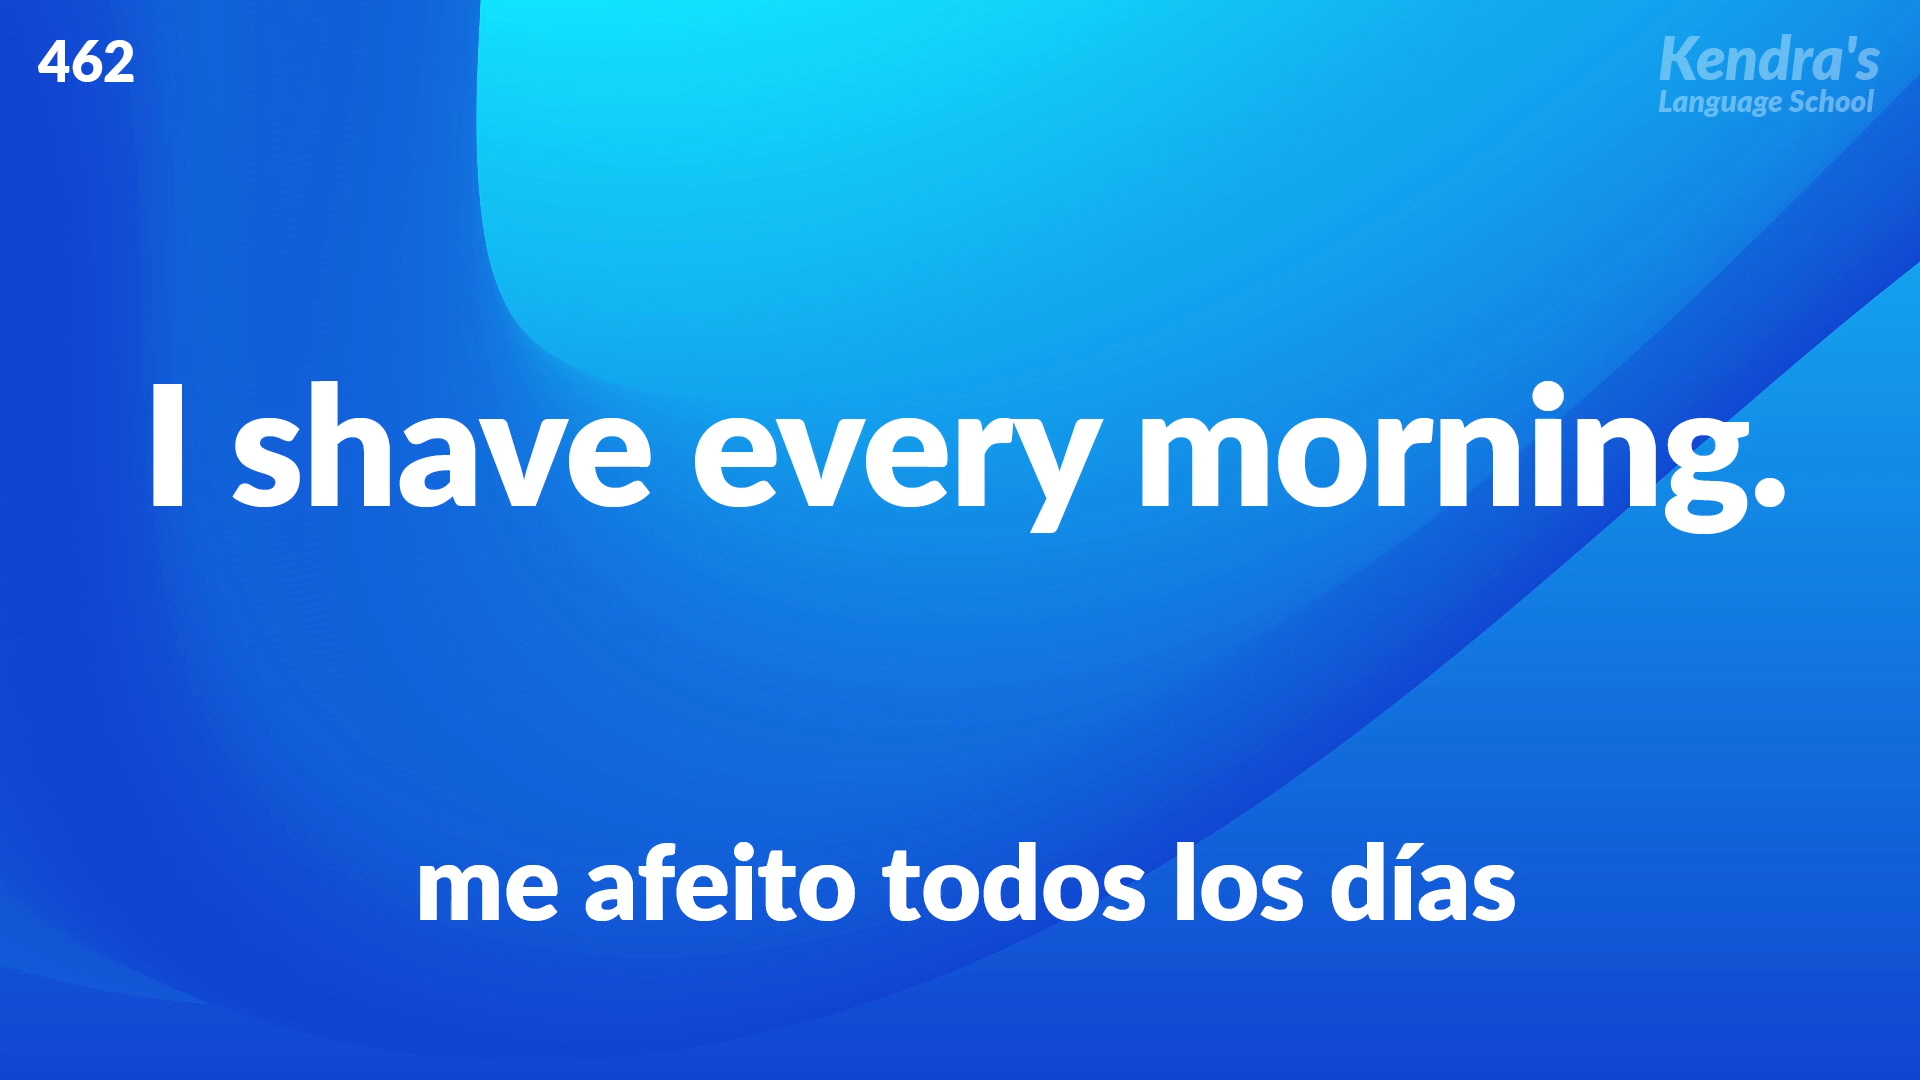 462
Kendra's
Language School
I shave every morning.
me afeito todos los días